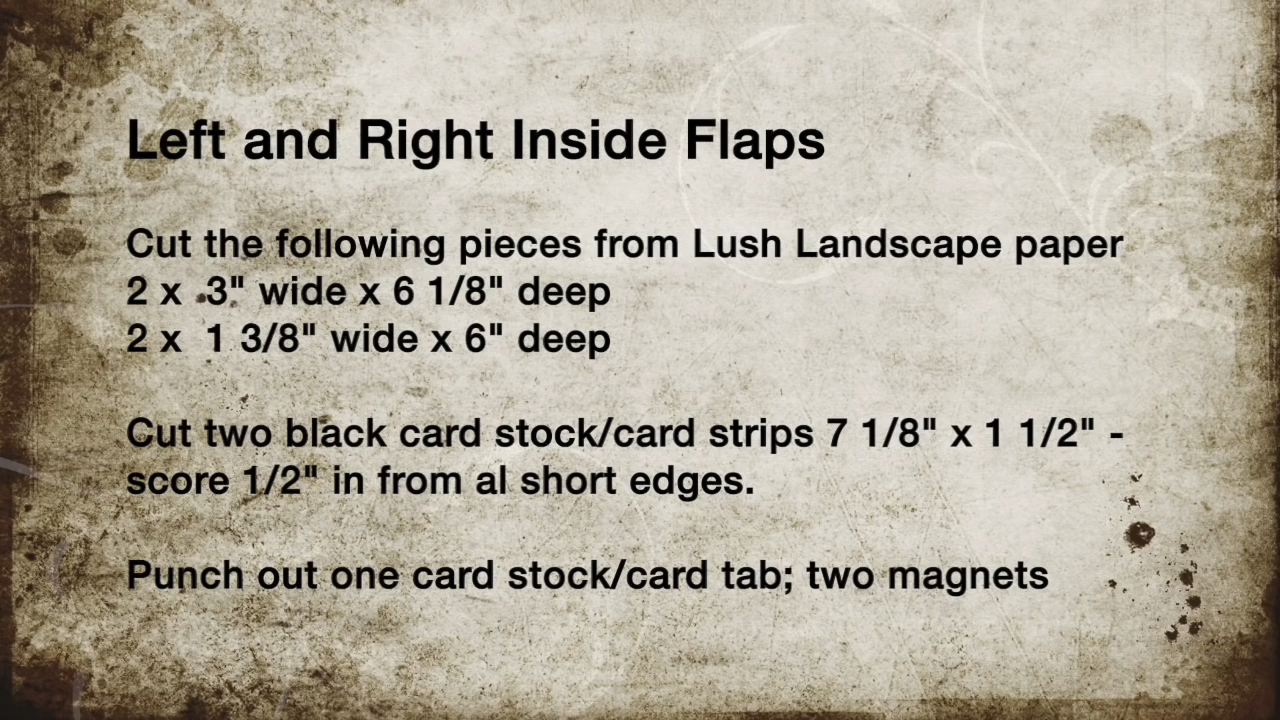 Left and Right Inside Flaps
Cut the following pieces from Lush Landscape paper
2 x  3" wide x 6 1/8" deep
2 x  1 3/8" wide x 6" deep
Cut two black card stock/card strips 7 1/8" x 1 1/2" -
score 1/2" in from al short edges.
Punch out one card stock/card tab; two magnets